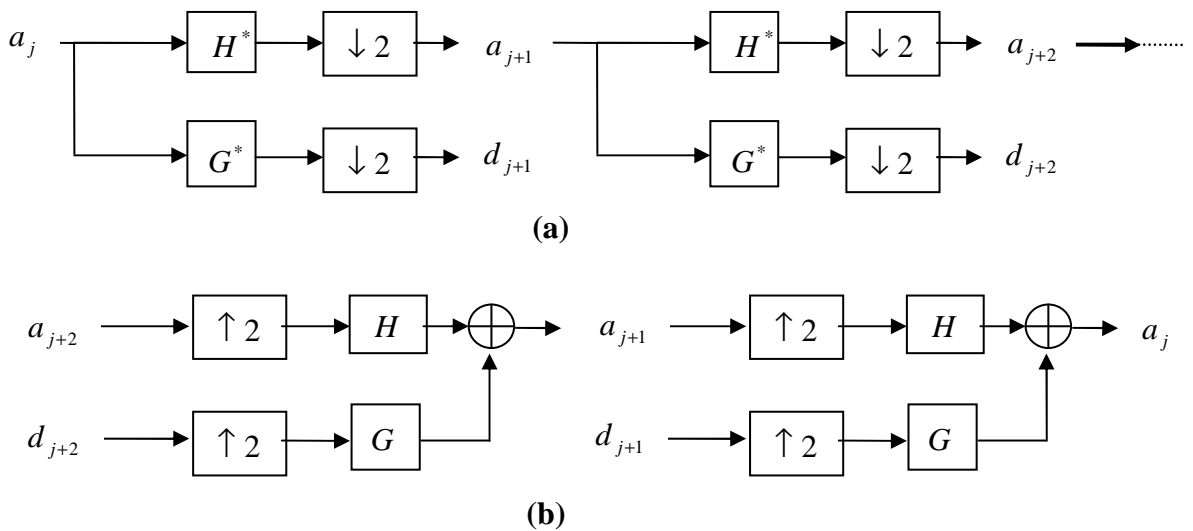 a_j H* ↓ 2 a_{j+1} H* ↓ 2 a_{j+2}
G* ↓ 2 d_{j+1} G* ↓ 2 d_{j+2}
(a)
a_{j+2} ↑ 2 H a_{j+1} ↑ 2 H a_j
d_{j+2} ↑ 2 G d_{j+1} ↑ 2 G
(b)